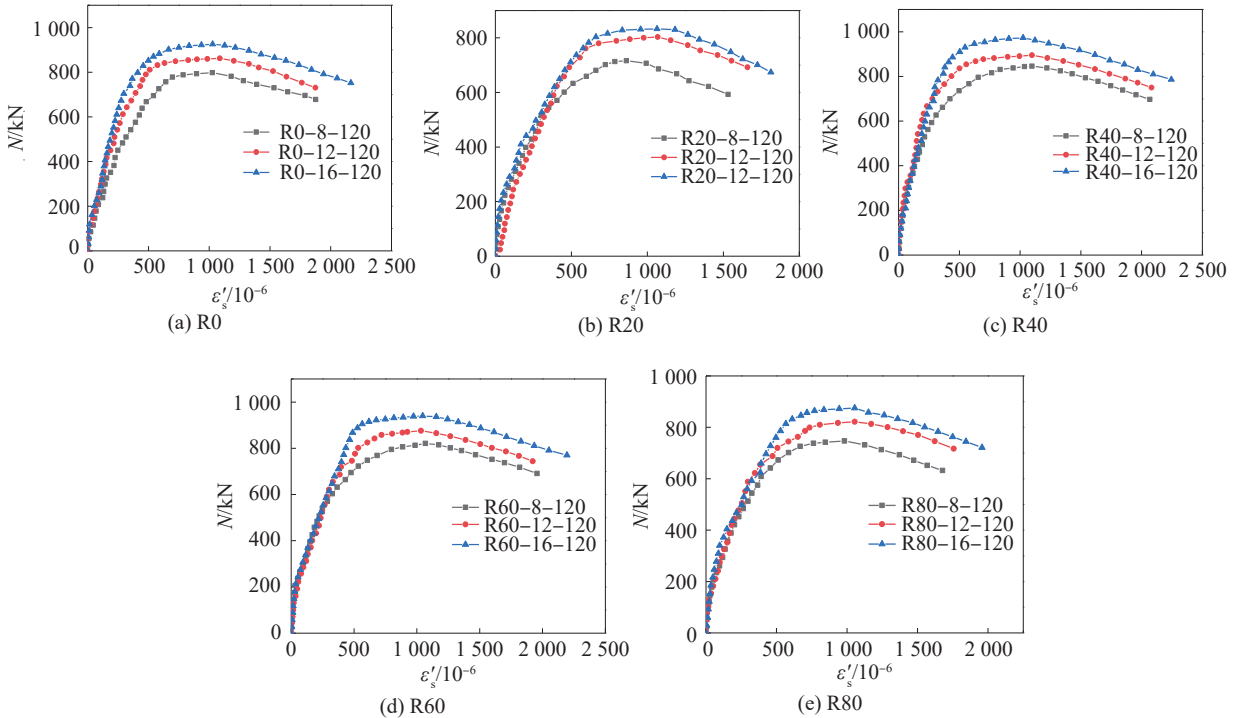 1 000
800
600
400
200
0
N/kN
R0−8−120
R0−12−120
R0−16−120
0 500 1 000 1 500 2 000 2 500
ε′s/10⁻⁶
(a) R0
800
600
400
200
0
N/kN
R20−8−120
R20−12−120
R20−12−120
0 500 1 000 1 500 2 000
ε′s/10⁻⁶
(b) R20
1 000
800
600
400
200
0
N/kN
R40−8−120
R40−12−120
R40−16−120
0 500 1 000 1 500 2 000 2 500
ε′s/10⁻⁶
(c) R40
1 000
800
600
400
200
0
N/kN
R60−8−120
R60−12−120
R60−16−120
0 500 1 000 1 500 2 000 2 500
ε′s/10⁻⁶
(d) R60
1 000
800
600
400
200
0
N/kN
R80−8−120
R80−12−120
R80−16−120
0 500 1 000 1 500 2 000
ε′s/10⁻⁶
(e) R80